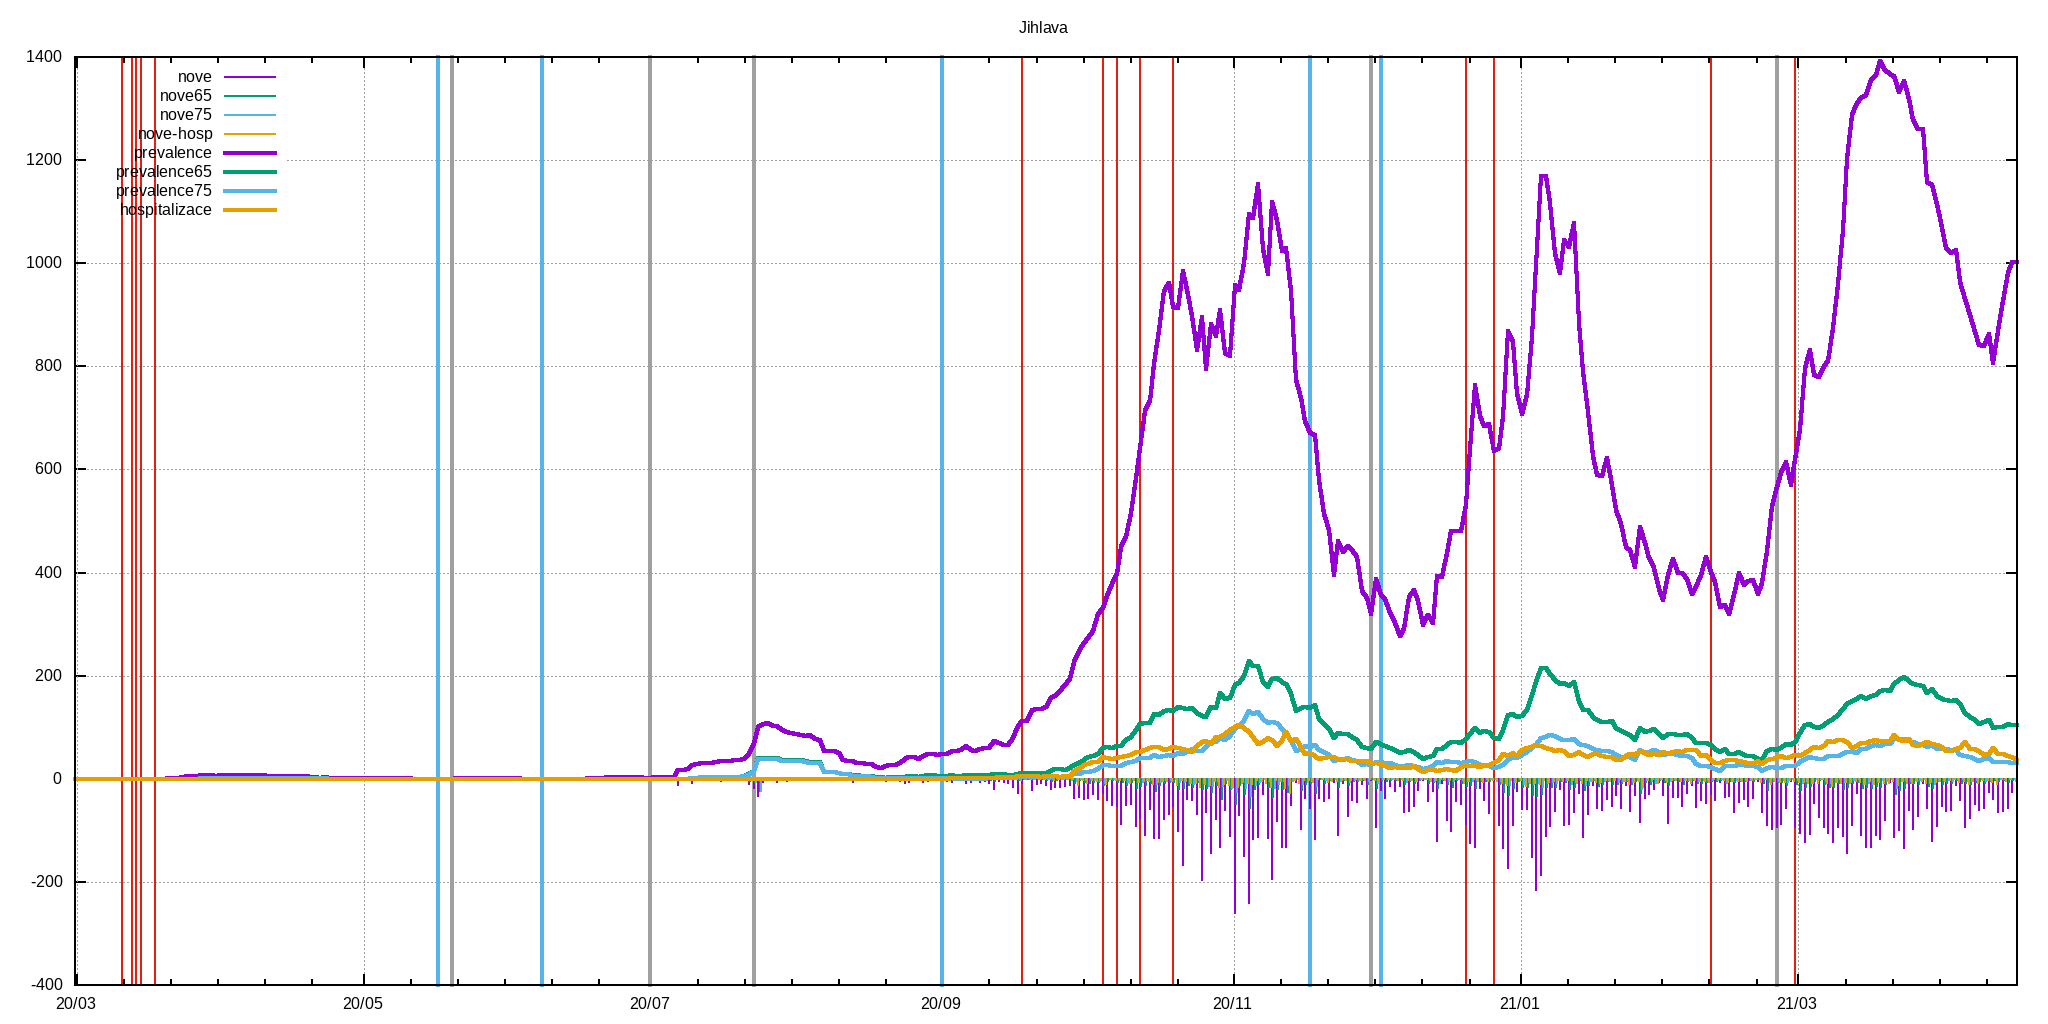 Jihlava
1400
1200
1000
800
600
400
200
0
-200
-400
nove
nove65
nove75
nove-hosp
prevalence
prevalence65
prevalence75
hospitalizace
20/03 20/05 20/07 20/09 20/11 21/01 21/03